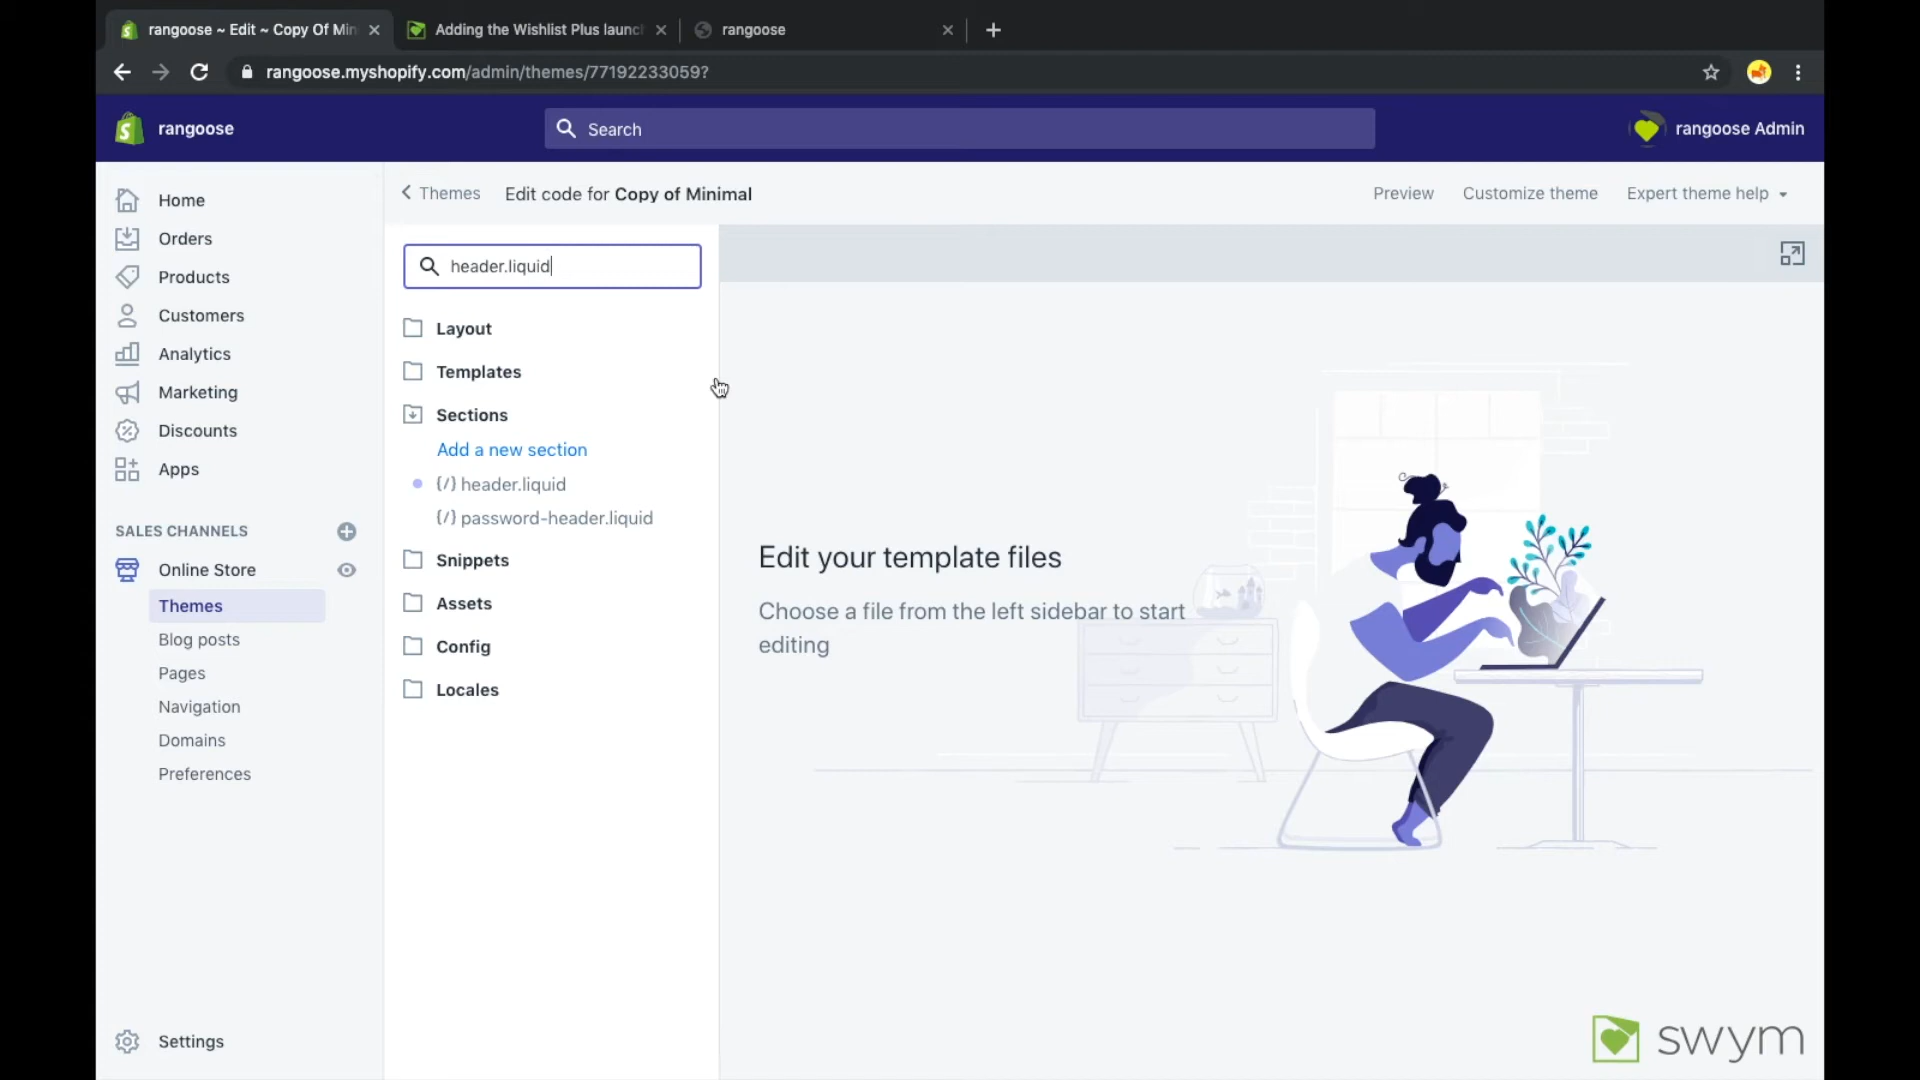 rangoose ~ Edit ~ Copy Of Min
Adding the Wishlist Plus launc
rangoose
rangoose.myshopify.com/admin/themes/77192233059?
rangoose
Search
rangoose Admin
Home
Orders
Products
Customers
Analytics
Marketing
Discounts
Apps
SALES CHANNELS
Online Store
Themes
Blog posts
Pages
Navigation
Domains
Preferences
Settings
Themes
Edit code for Copy of Minimal
Preview
Customize theme
Expert theme help
header.liquid
Layout
Templates
Sections
Add a new section
{/} header.liquid
{/} password-header.liquid
Snippets
Assets
Config
Locales
Edit your template files
Choose a file from the left sidebar to start
editing
swym